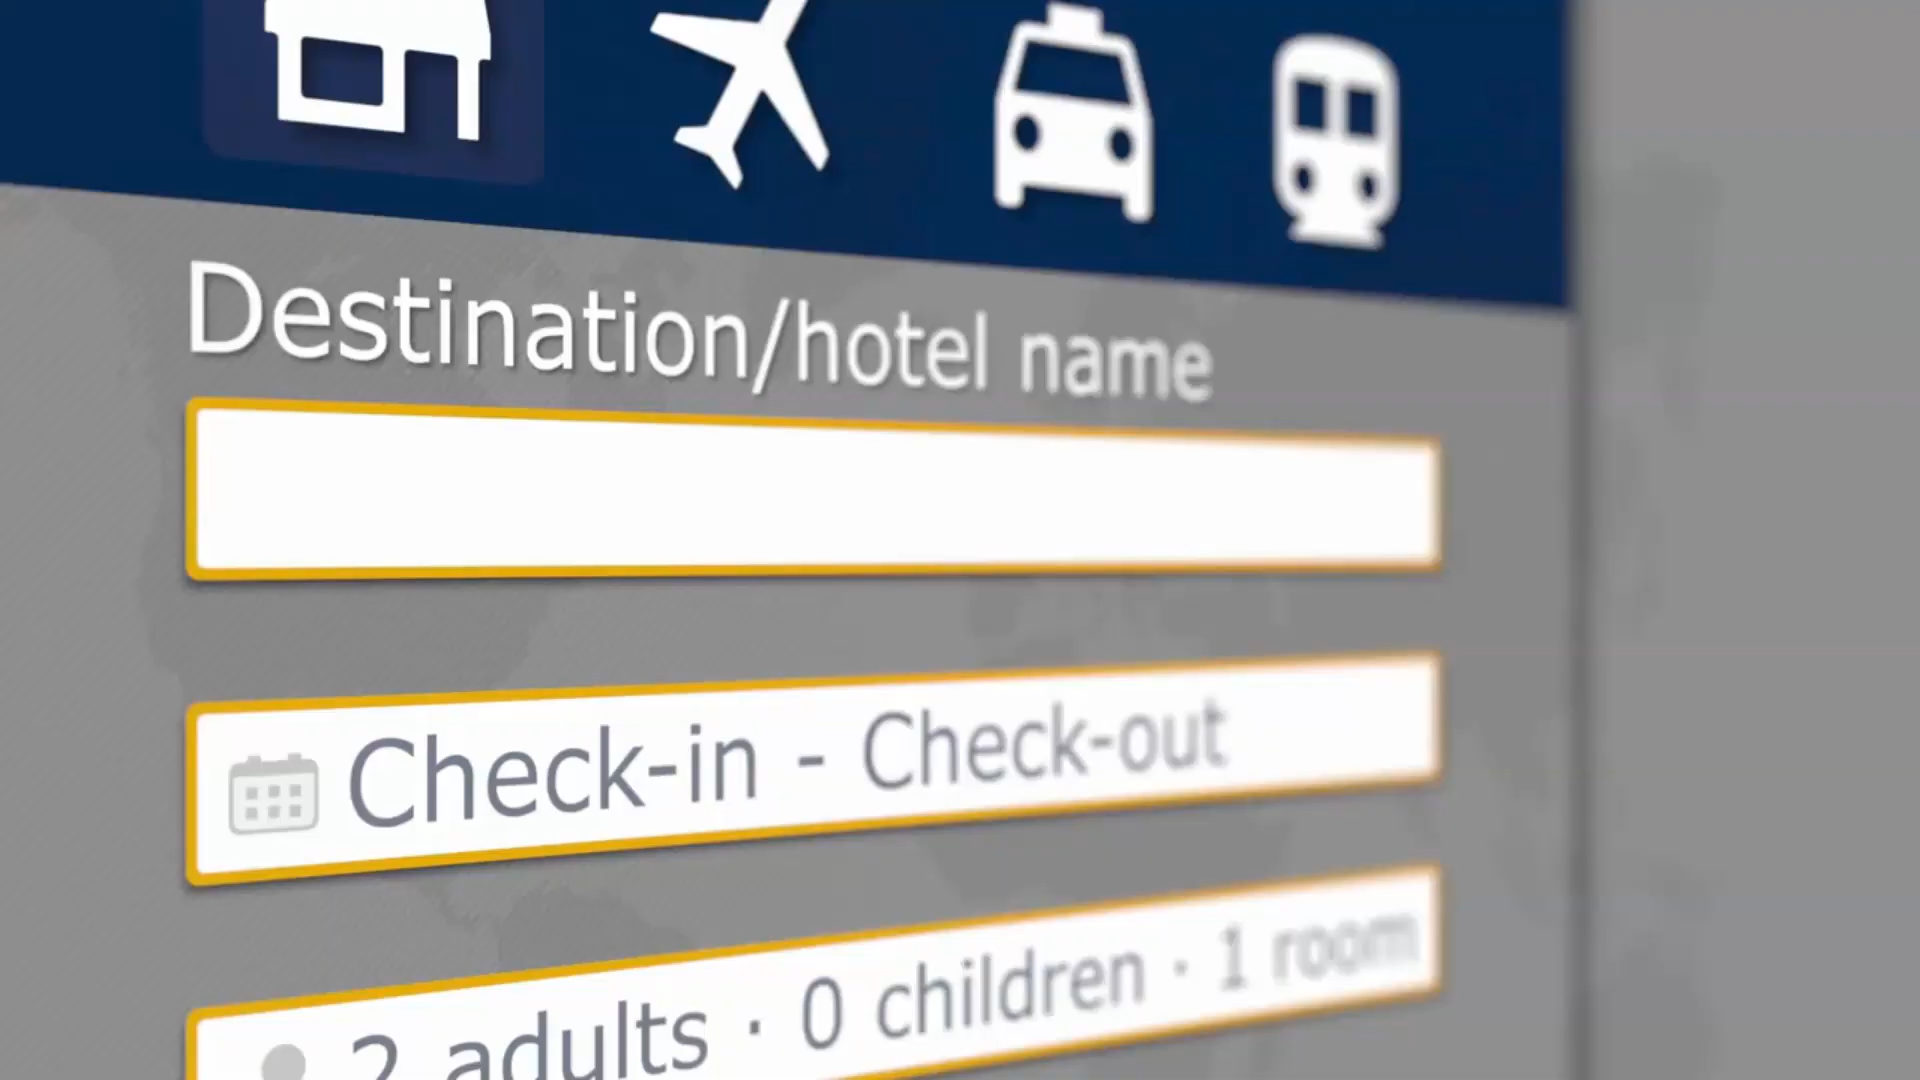 Destination/hotel name
Check-in - Check-out
2 adults · 0 children · 1 room